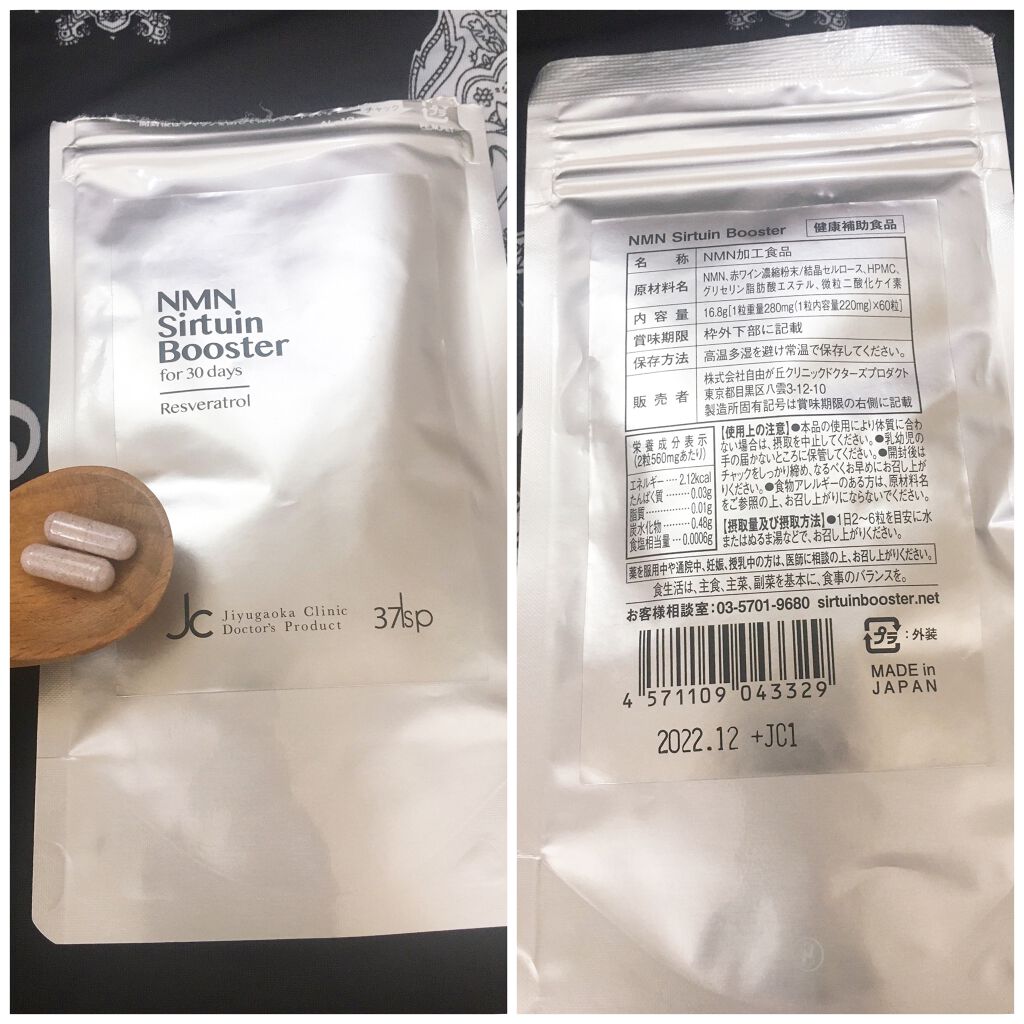 プラ
チャック
NMN
Sirtuin
Booster
for 30 days
Resveratrol
Jc Jiyugaoka Clinic
Doctor's Product
37/sp
NMN Sirtuin Booster 健康補助食品
名称 NMN加工食品
原材料名 NMN、赤ワイン濃縮粉末/結晶セルロース、HPMC、
グリセリン脂肪酸エステル、微粒二酸化ケイ素
内容量 16.8g[1粒重量280mg(1粒内容量220mg)×60粒]
賞味期限 枠外下部に記載
保存方法 高温多湿を避け常温で保存してください。
販売者 株式会社自由が丘クリニックドクターズプロダクト
東京都目黒区八雲3-12-10
製造所固有記号は賞味期限の右側に記載
栄養成分表示
(2粒560mgあたり)
エネルギー…2.12kcal
たんぱく質………0.03g
脂質………………0.01g
炭水化物…………0.48g
食塩相当量…0.0006g
【使用上の注意】●本品の使用により体質に合わ
ない場合は、摂取を中止してください。●乳幼児の
手の届かないところに保管してください。●開封後は
チャックをしっかり締め、なるべくお早めにお召し上が
りください。●食物アレルギーのある方は、原材料名
をご参照の上、お召し上がりにならないでください。
【摂取量及び摂取方法】●1日2〜6粒を目安に水
またはぬるま湯などで、お召し上がりください。
薬を服用中や通院中、妊娠、授乳中の方は、医師に相談の上、お召し上がりください。
食生活は、主食、主菜、副菜を基本に、食事のバランスを。
お客様相談室:03-5701-9680 sirtuinbooster.net
4 571109 043329
プラ :外装
MADE in
JAPAN
2022.12 +JC1